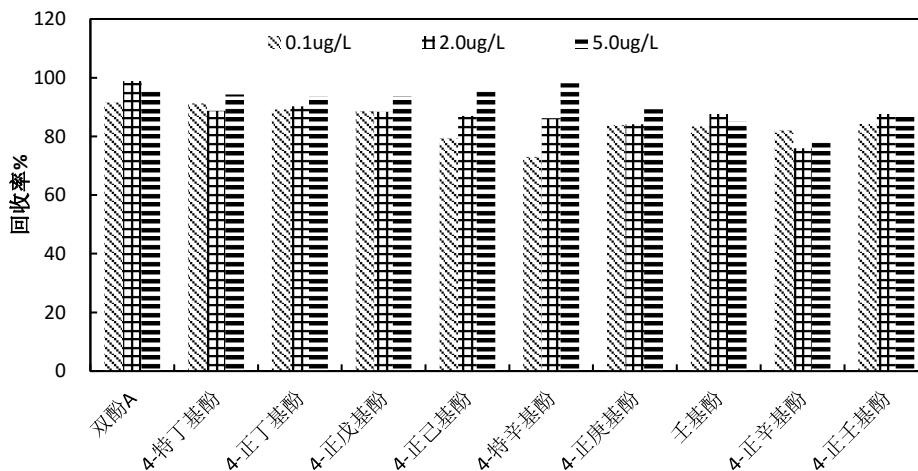 120
100
80
60
40
20
0
回收率%
0.1ug/L
2.0ug/L
5.0ug/L
双酚A
4-特丁基酚
4-正丁基酚
4-正戊基酚
4-正己基酚
4-特辛基酚
4-正庚基酚
壬基酚
4-正辛基酚
4-正壬基酚